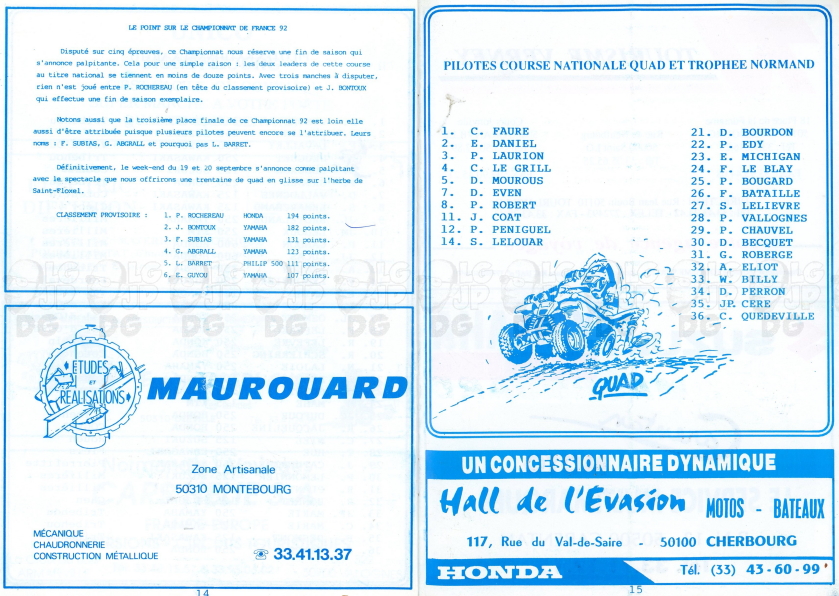 LE POINT SUR LE CHAMPIONNAT DE FRANCE 92
Disputé sur cinq épreuves, ce Championnat nous réserve une fin de saison qui
s'annonce palpitante. Cela pour une simple raison : les deux leaders de cette course
au titre national se tiennent en moins de douze points. Avec trois manches à disputer,
rien n'est joué entre P. ROCHEREAU (en tête du classement provisoire) et J. BONTOUX
qui effectue une fin de saison exemplaire.
Notons aussi que la troisième place finale de ce Championnat 92 est loin elle
aussi d'être attribuée puisque plusieurs pilotes peuvent encore se l'attribuer. Leurs
noms : F. SUBIAS, G. ABGRALL et pourquoi pas L. BARRET.
Définitivement, le week-end du 19 et 20 septembre s'annonce comme palpitant
avec le spectacle que nous offrirons une trentaine de quad en glisse sur l'herbe de
Saint-Floxel.
CLASSEMENT PROVISOIRE : 1. P. ROCHEREAU HONDA 194 points.
2. J. BONTOUX YAMAHA 182 points.
3. F. SUBIAS YAMAHA 131 points.
4. G. ABGRALL YAMAHA 123 points.
5. L. BARRET PHILIP 500 111 points.
6. E. GUYOU YAMAHA 107 points.
ÉTUDES
et
RÉALISATIONS
MAUROUARD
Zone Artisanale
50310 MONTEBOURG
MÉCANIQUE
CHAUDRONNERIE
CONSTRUCTION MÉTALLIQUE
☏ 33.41.13.37
14
PILOTES COURSE NATIONALE QUAD ET TROPHEE NORMAND
1. C. FAURE
2. E. DANIEL
3. P. LAURION
4. C. LE GRILL
5. D. MOUROUS
7. D. EVEN
8. P. ROBERT
11. J. COAT
12. P. PENIGUEL
14. S. LELOUAR
21. D. BOURDON
22. P. EDY
23. E. MICHIGAN
24. F. LE BLAY
25. P. BOUGARD
26. F. BATAILLE
27. S. LELIEVRE
28. P. VALLOGNES
29. P. CHAUVEL
30. D. BECQUET
31. G. ROBERGE
32. A. ELIOT
33. W. BILLY
34. D. PERRON
35. JP. CERE
36. C. QUEDEVILLE
QUAD
UN CONCESSIONNAIRE DYNAMIQUE
Hall de l'Évasion MOTOS - BATEAUX
117, Rue du Val-de-Saire - 50100 CHERBOURG
HONDA Tél. (33) 43-60-99
15